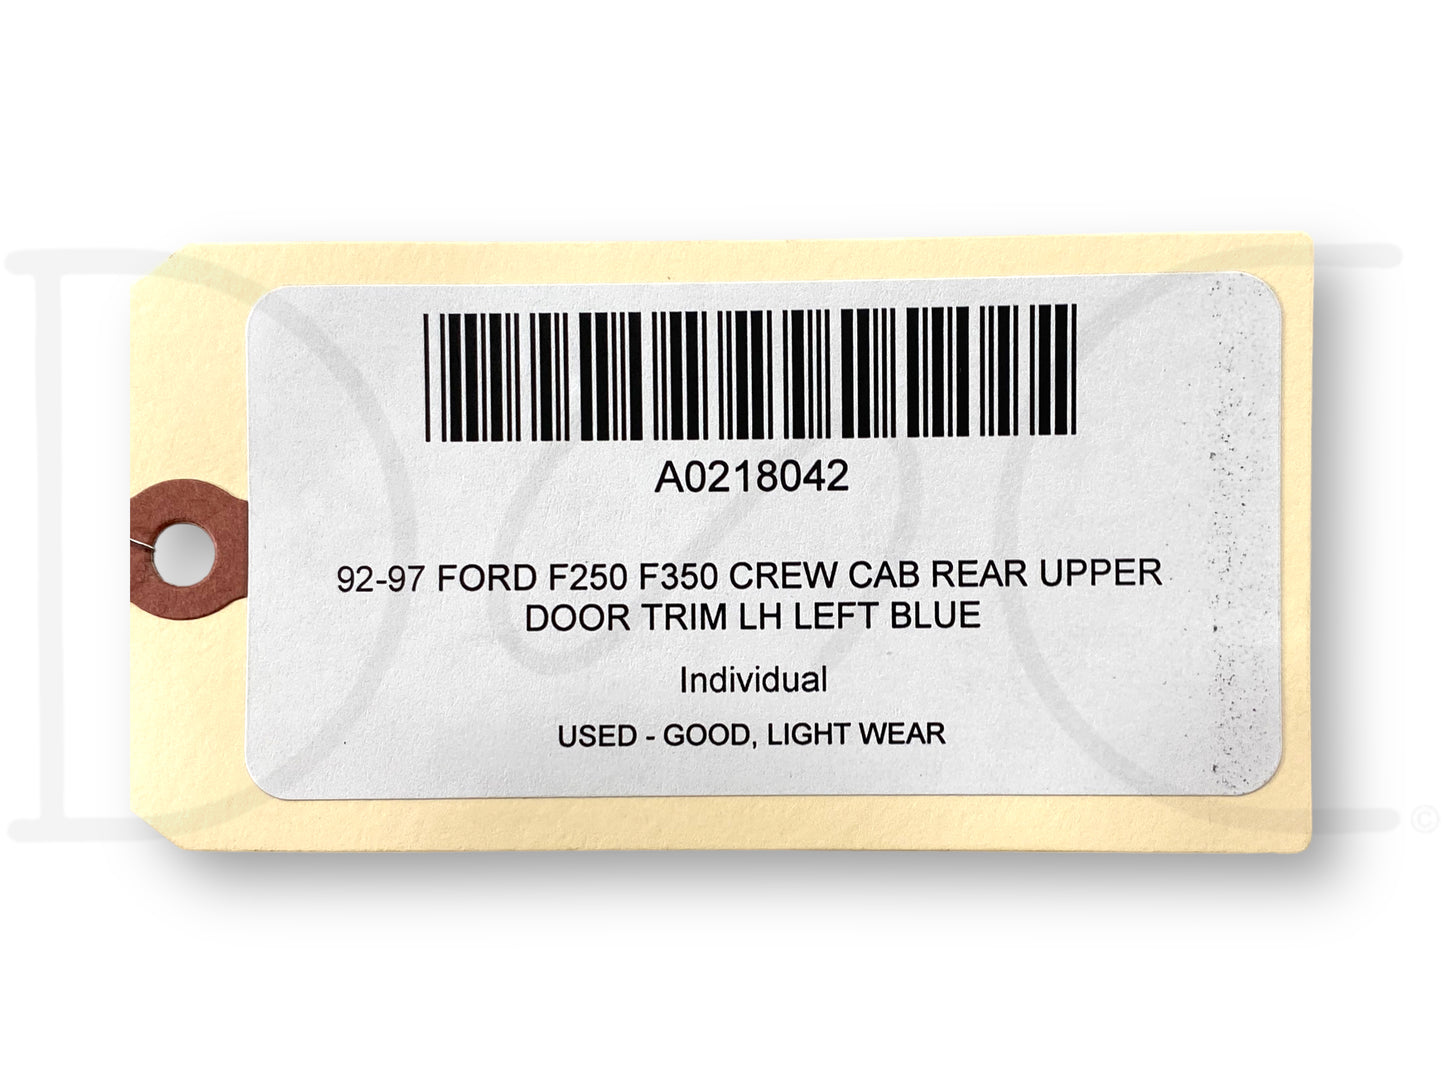 A0218042
92-97 FORD F250 F350 CREW CAB REAR UPPER
DOOR TRIM LH LEFT BLUE
Individual
USED - GOOD, LIGHT WEAR
©